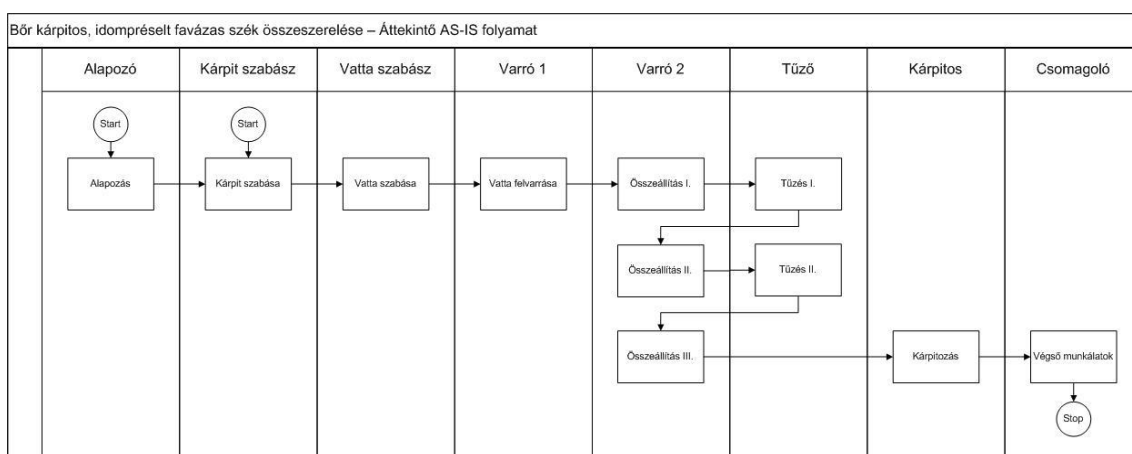 Bőr kárpitos, idompréselt favázas szék összeszerelése – Áttekintő AS-IS folyamat
Alapozó
Kárpit szabász
Vatta szabász
Varró 1
Varró 2
Tűző
Kárpitos
Csomagoló
Start
Start
Alapozás
Kárpit szabása
Vatta szabása
Vatta felvarrása
Összeállítás I.
Tűzés I.
Összeállítás II.
Tűzés II.
Összeállítás III.
Kárpitozás
Végső munkálatok
Stop